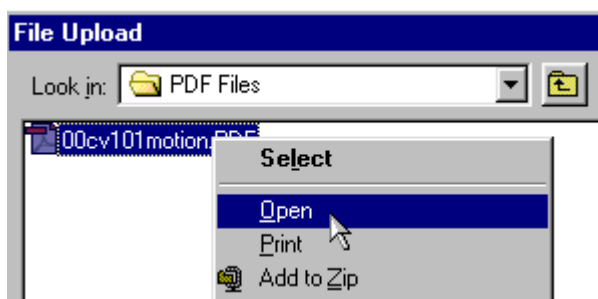 File Upload
Look in: PDF Files
00cv101motion.PDF
Select
Open
Print
Add to Zip